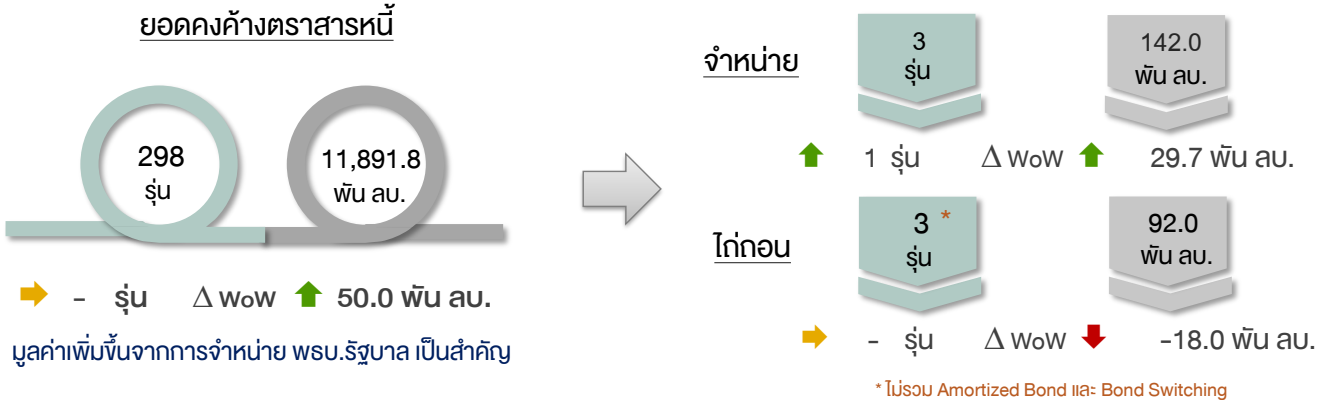 ยอดคงค้างตราสารหนี้
298
รุ่น
11,891.8
พัน ลบ.
- รุ่น Δ WoW 50.0 พัน ลบ.
มูลค่าเพิ่มขึ้นจากการจำหน่าย พธบ.รัฐบาล เป็นสำคัญ
จำหน่าย
3
รุ่น
142.0
พัน ลบ.
1 รุ่น Δ WoW 29.7 พัน ลบ.
ไถ่ถอน
3 *
รุ่น
92.0
พัน ลบ.
- รุ่น Δ WoW -18.0 พัน ลบ.
* ไม่รวม Amortized Bond และ Bond Switching